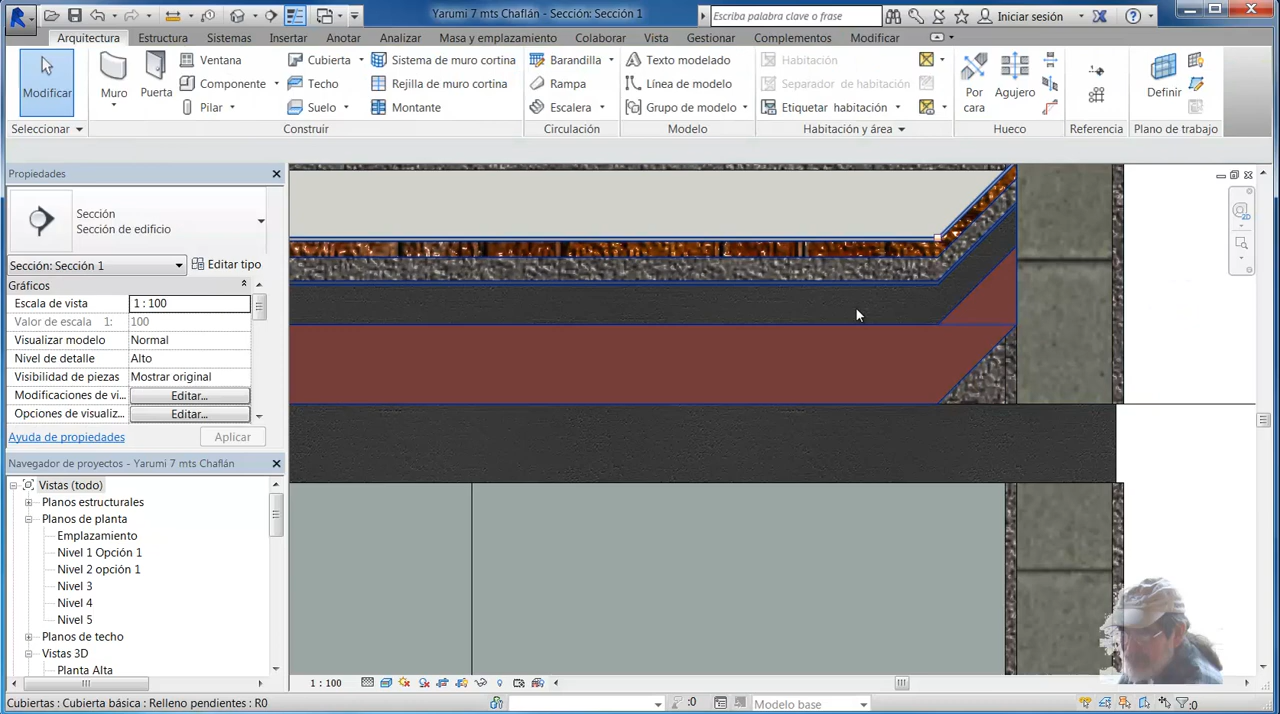 Yarumi 7 mts Chaflán - Sección: Sección 1
Escriba palabra clave o frase
Iniciar sesión
Arquitectura Estructura Sistemas Insertar Anotar Analizar Masa y emplazamiento Colaborar Vista Gestionar Complementos Modificar
Modificar
Muro
Puerta
Ventana
Componente
Pilar
Cubierta
Techo
Suelo
Sistema de muro cortina
Rejilla de muro cortina
Montante
Barandilla
Rampa
Escalera
Texto modelado
Línea de modelo
Grupo de modelo
Habitación
Separador de habitación
Etiquetar habitación
Por cara
Agujero
Definir
Seleccionar
Construir
Circulación
Modelo
Habitación y área
Hueco
Referencia
Plano de trabajo
Propiedades
Sección
Sección de edificio
Sección: Sección 1
Editar tipo
Gráficos
Escala de vista 1 : 100
Valor de escala 1: 100
Visualizar modelo Normal
Nivel de detalle Alto
Visibilidad de piezas Mostrar original
Modificaciones de vi... Editar...
Opciones de visualiz... Editar...
Ayuda de propiedades
Aplicar
Navegador de proyectos - Yarumi 7 mts Chaflán
Vistas (todo)
Planos estructurales
Planos de planta
Emplazamiento
Nivel 1 Opción 1
Nivel 2 opción 1
Nivel 3
Nivel 4
Nivel 5
Planos de techo
Vistas 3D
Planta Alta
1 : 100
Cubiertas : Cubierta básica : Relleno pendientes : R0
:0
Modelo base
:0